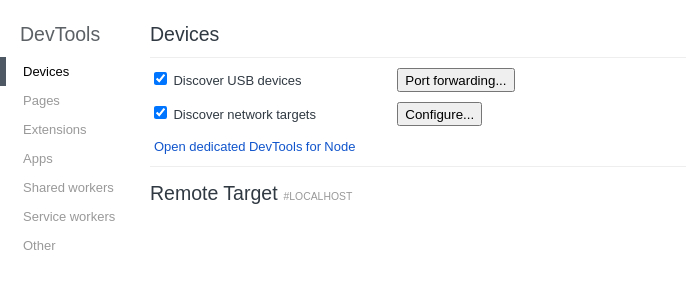 DevTools
Devices
Pages
Extensions
Apps
Shared workers
Service workers
Other
Devices
Discover USB devices Port forwarding...
Discover network targets Configure...
Open dedicated DevTools for Node
Remote Target #LOCALHOST